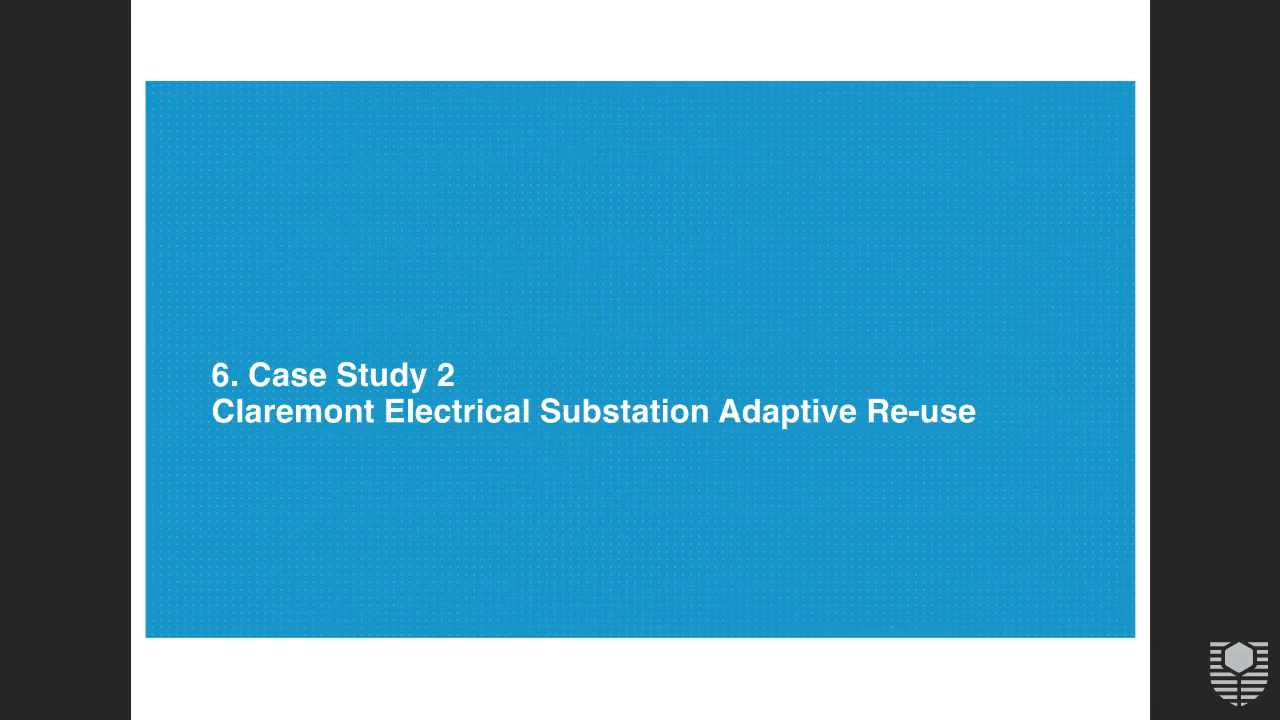 6. Case Study 2
Claremont Electrical Substation Adaptive Re-use